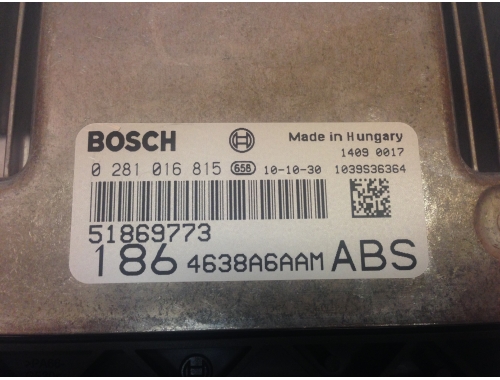 BOSCH Made in Hungary
1409 0017
0 281 016 815 658 10-10-30 1039S36364
51869773
186 4638A6AAM ABS